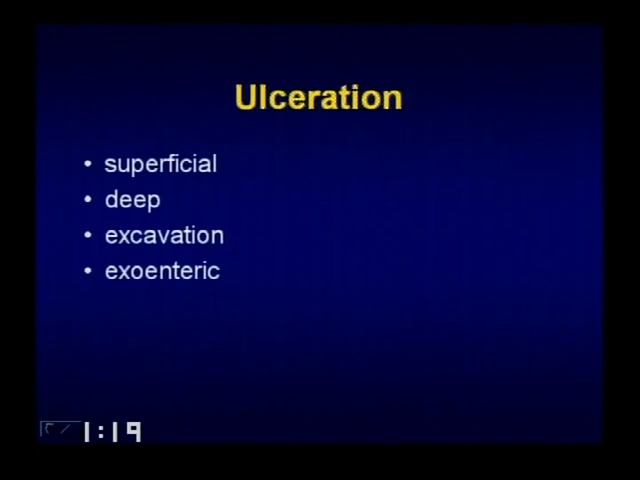 Ulceration
• superficial
• deep
• excavation
• exoenteric
1:19